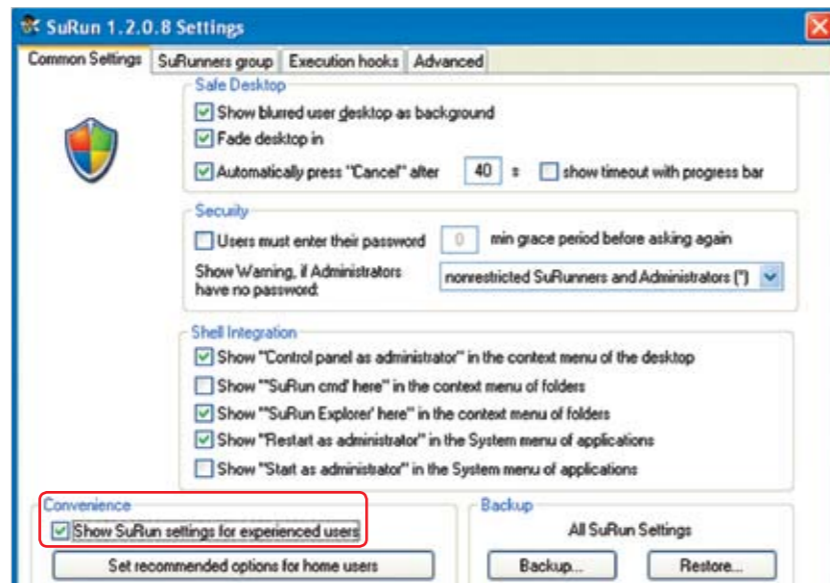 SuRun 1.2.0.8 Settings
Common Settings SuRunners group Execution hooks Advanced
Safe Desktop
Show blurred user desktop as background
Fade desktop in
Automatically press "Cancel" after 40 s show timeout with progress bar
Security
Users must enter their password 0 min grace period before asking again
Show Warning, if Administrators
have no password: nonrestricted SuRunners and Administrators (*)
Shell Integration
Show "Control panel as administrator" in the context menu of the desktop
Show "'SuRun cmd' here" in the context menu of folders
Show "'SuRun Explorer' here" in the context menu of folders
Show "Restart as administrator" in the System menu of applications
Show "Start as administrator" in the System menu of applications
Convenience
Show SuRun settings for experienced users
Set recommended options for home users
Backup
All SuRun Settings
Backup... Restore...